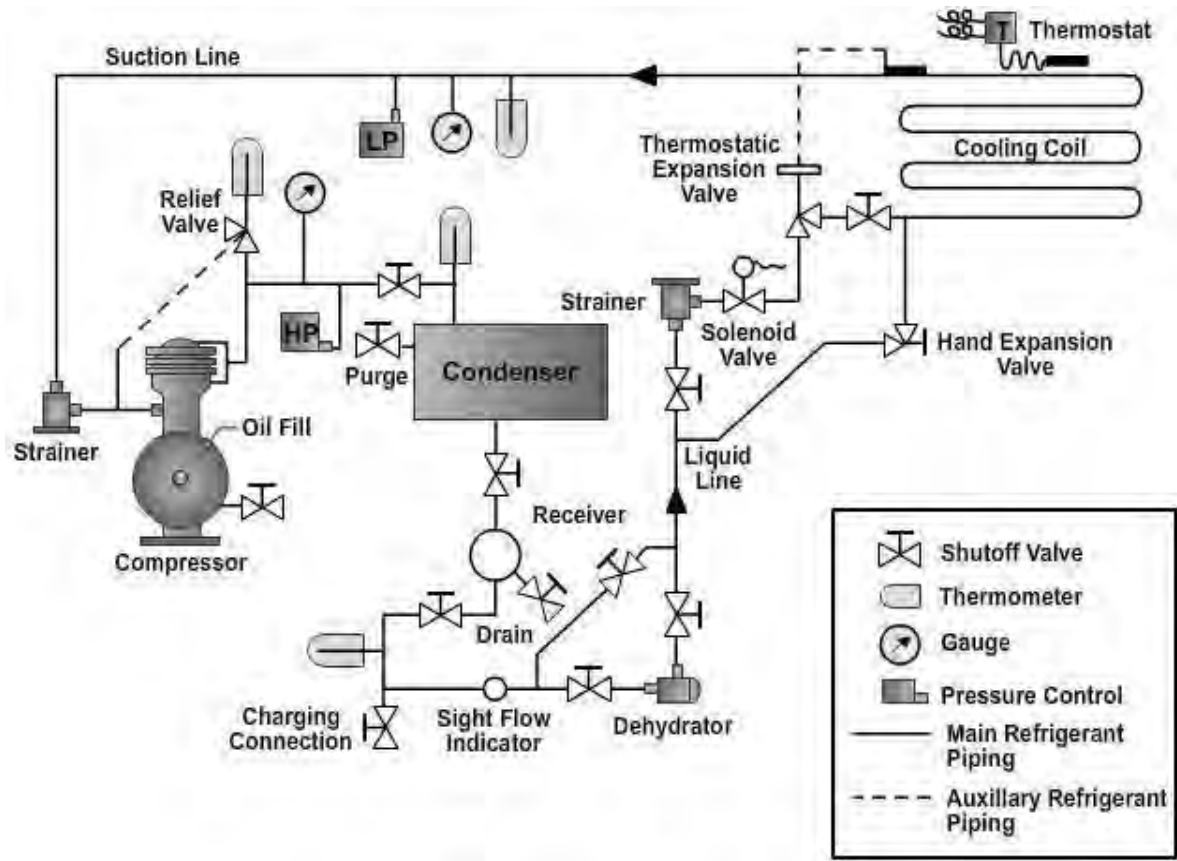 Suction Line
T
Thermostat
LP
Thermostatic
Expansion
Valve
Cooling Coil
Relief
Valve
Strainer
Solenoid
Valve
HP
Purge
Condenser
Hand Expansion
Valve
Strainer
Oil Fill
Compressor
Liquid
Line
Receiver
Drain
Charging
Connection
Sight Flow
Indicator
Dehydrator
Shutoff Valve
Thermometer
Gauge
Pressure Control
Main Refrigerant
Piping
Auxillary Refrigerant
Piping